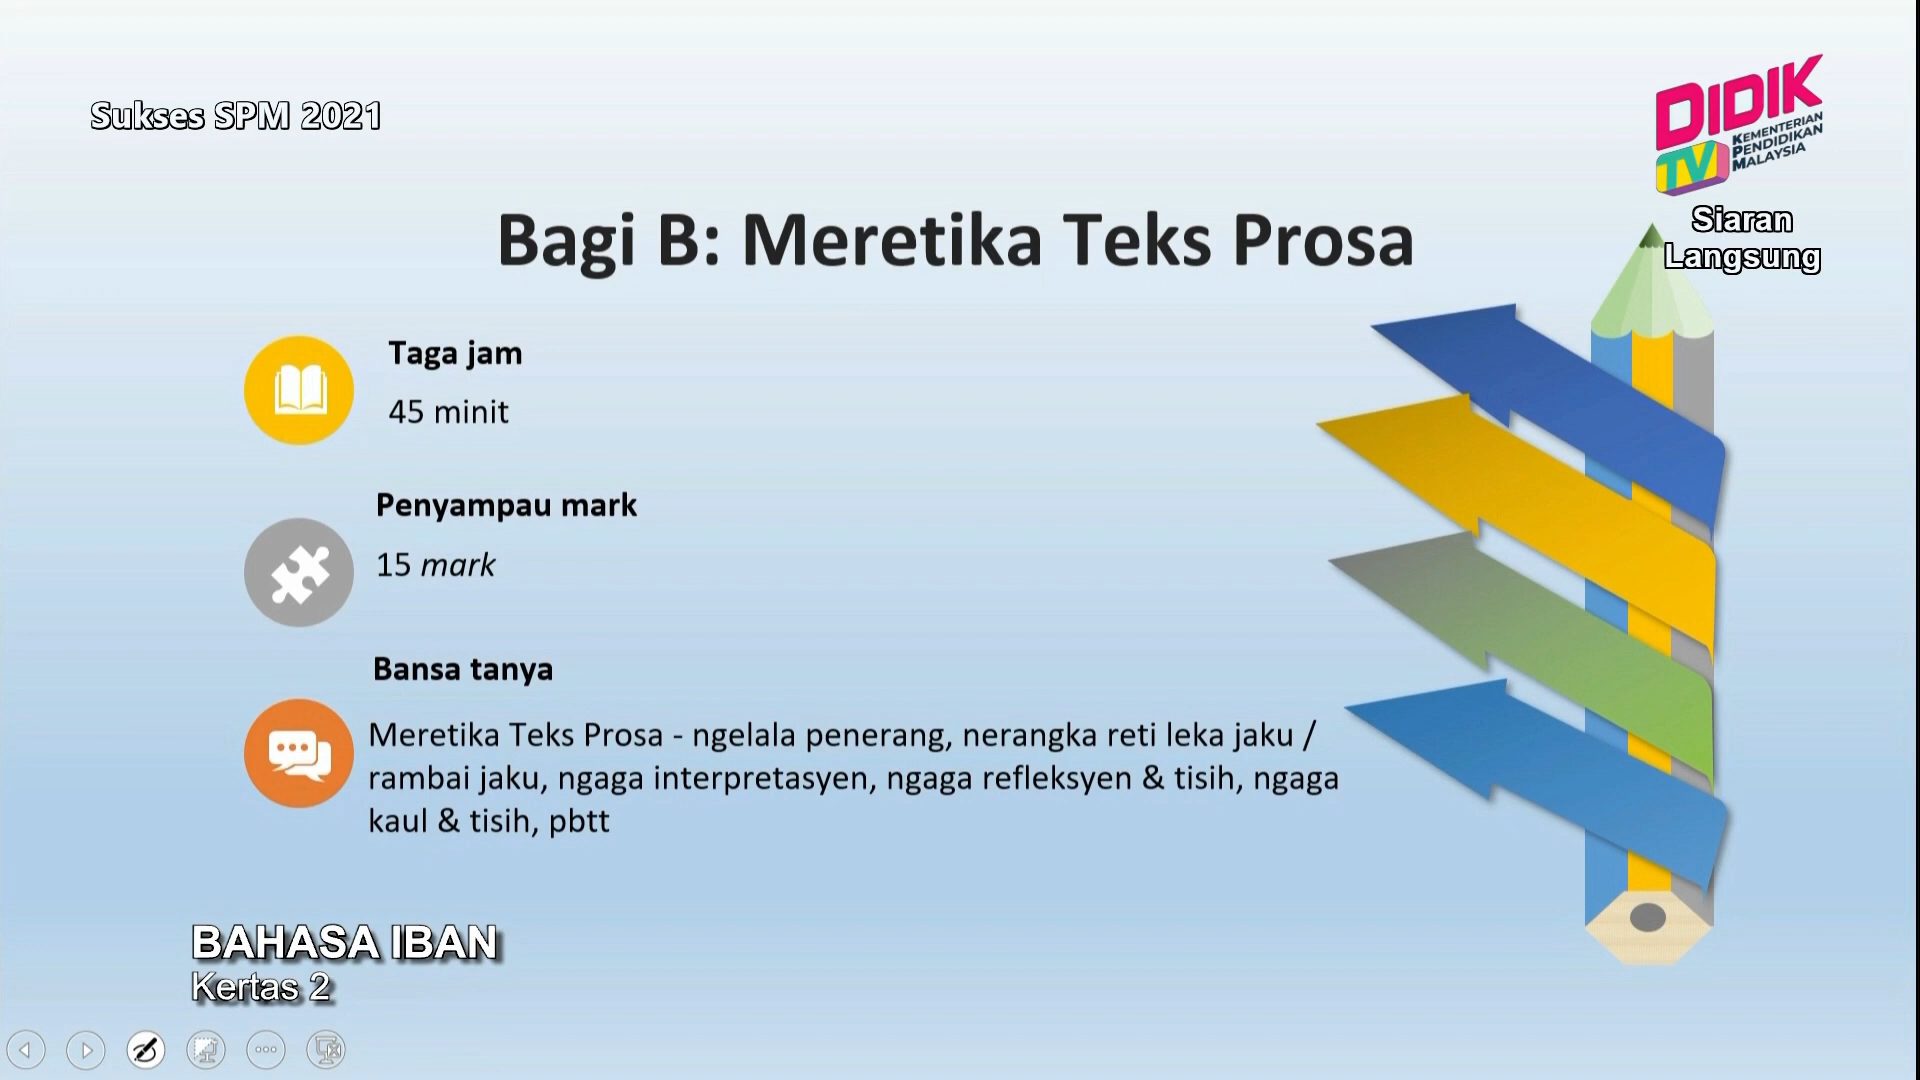 Sukses SPM 2021
DIDIK
TV
KEMENTERIAN
PENDIDIKAN
MALAYSIA
Siaran
Langsung
Bagi B: Meretika Teks Prosa
Taga jam
45 minit
Penyampau mark
15 mark
Bansa tanya
Meretika Teks Prosa - ngelala penerang, nerangka reti leka jaku /
rambai jaku, ngaga interpretasyen, ngaga refleksyen & tisih, ngaga
kaul & tisih, pbtt
BAHASA IBAN
Kertas 2